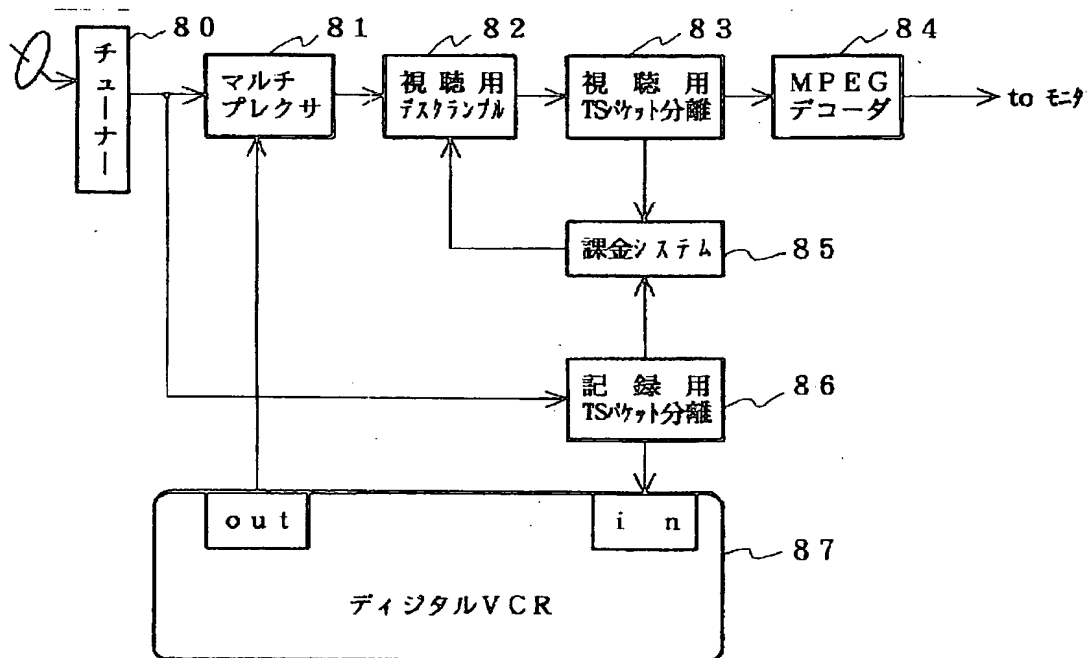 80
チューナー
81
マルチ
プレクサ
82
視聴用
デスクランブル
83
視聴用
TSパケット分離
84
MPEG
デコーダ
to モニタ
課金システム
85
記録用
TSパケット分離
86
out
in
87
ディジタルVCR